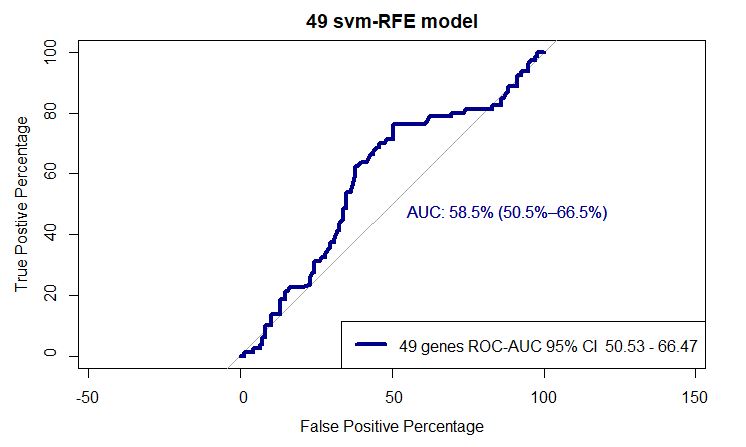 49 svm-RFE model
True Postive Percentage
100
80
60
40
20
0
AUC: 58.5% (50.5%–66.5%)
49 genes ROC-AUC 95% CI 50.53 - 66.47
-50
0
50
100
150
False Positive Percentage